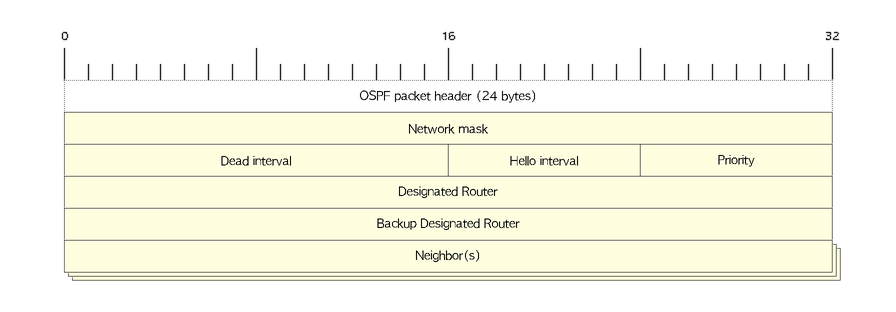 0 16 32
OSPF packet header (24 bytes)
Network mask
Dead interval Hello interval Priority
Designated Router
Backup Designated Router
Neighbor(s)